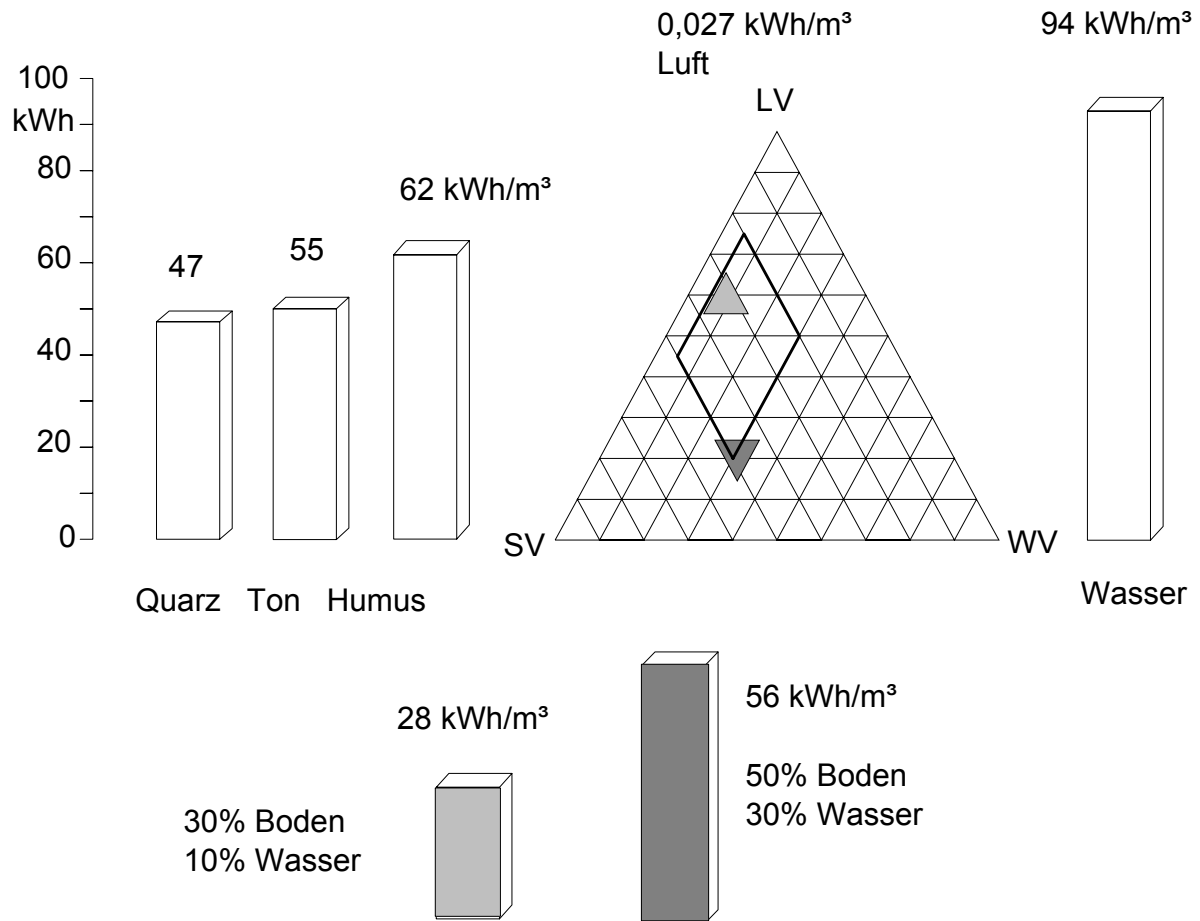 0,027 kWh/m³
Luft
94 kWh/m³
LV
100
kWh
80
60
40
20
0
47
55
62 kWh/m³
SV
WV
Quarz Ton Humus
Wasser
28 kWh/m³
30% Boden
10% Wasser
56 kWh/m³
50% Boden
30% Wasser